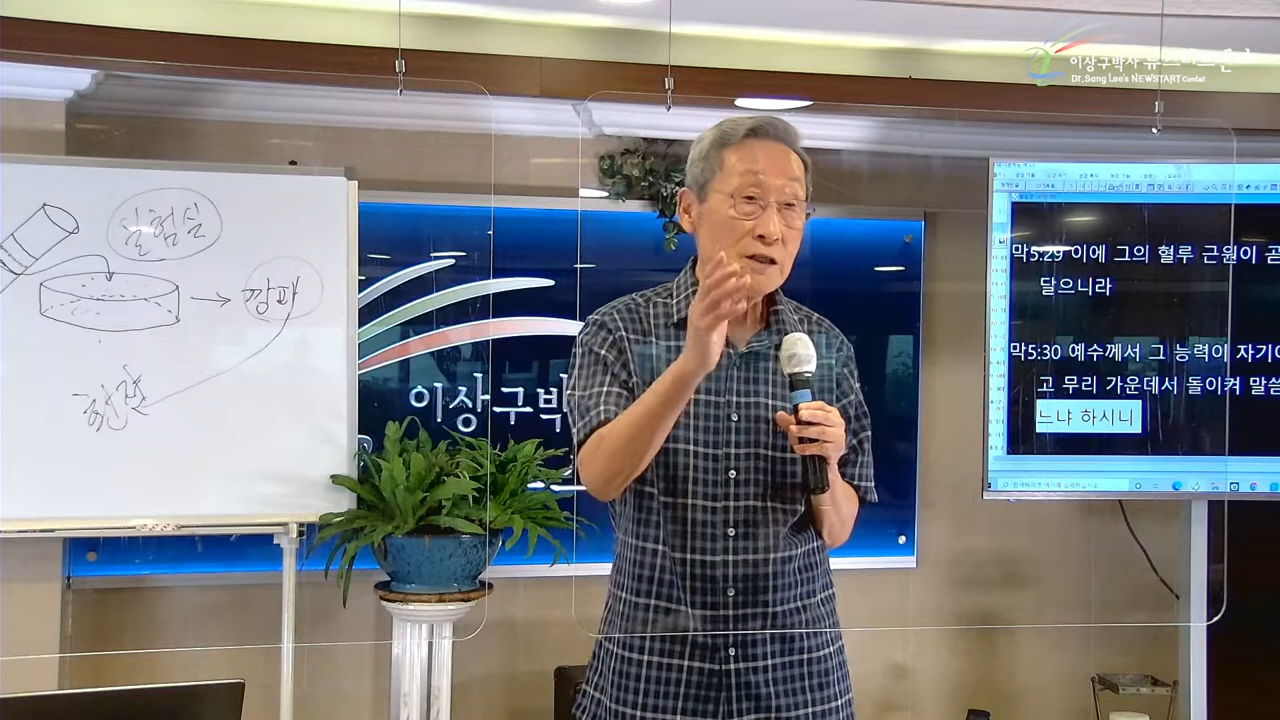 이상구박사 뉴스타트센터
Dr. Sang Lee's NEWSTART Center
실험실
깡패
이상구박
막5:29 이에 그의 혈루 근원이 곧
달으니라
막5:30 예수께서 그 능력이 자기에
고 무리 가운데서 돌이켜 말씀
느냐 하시니